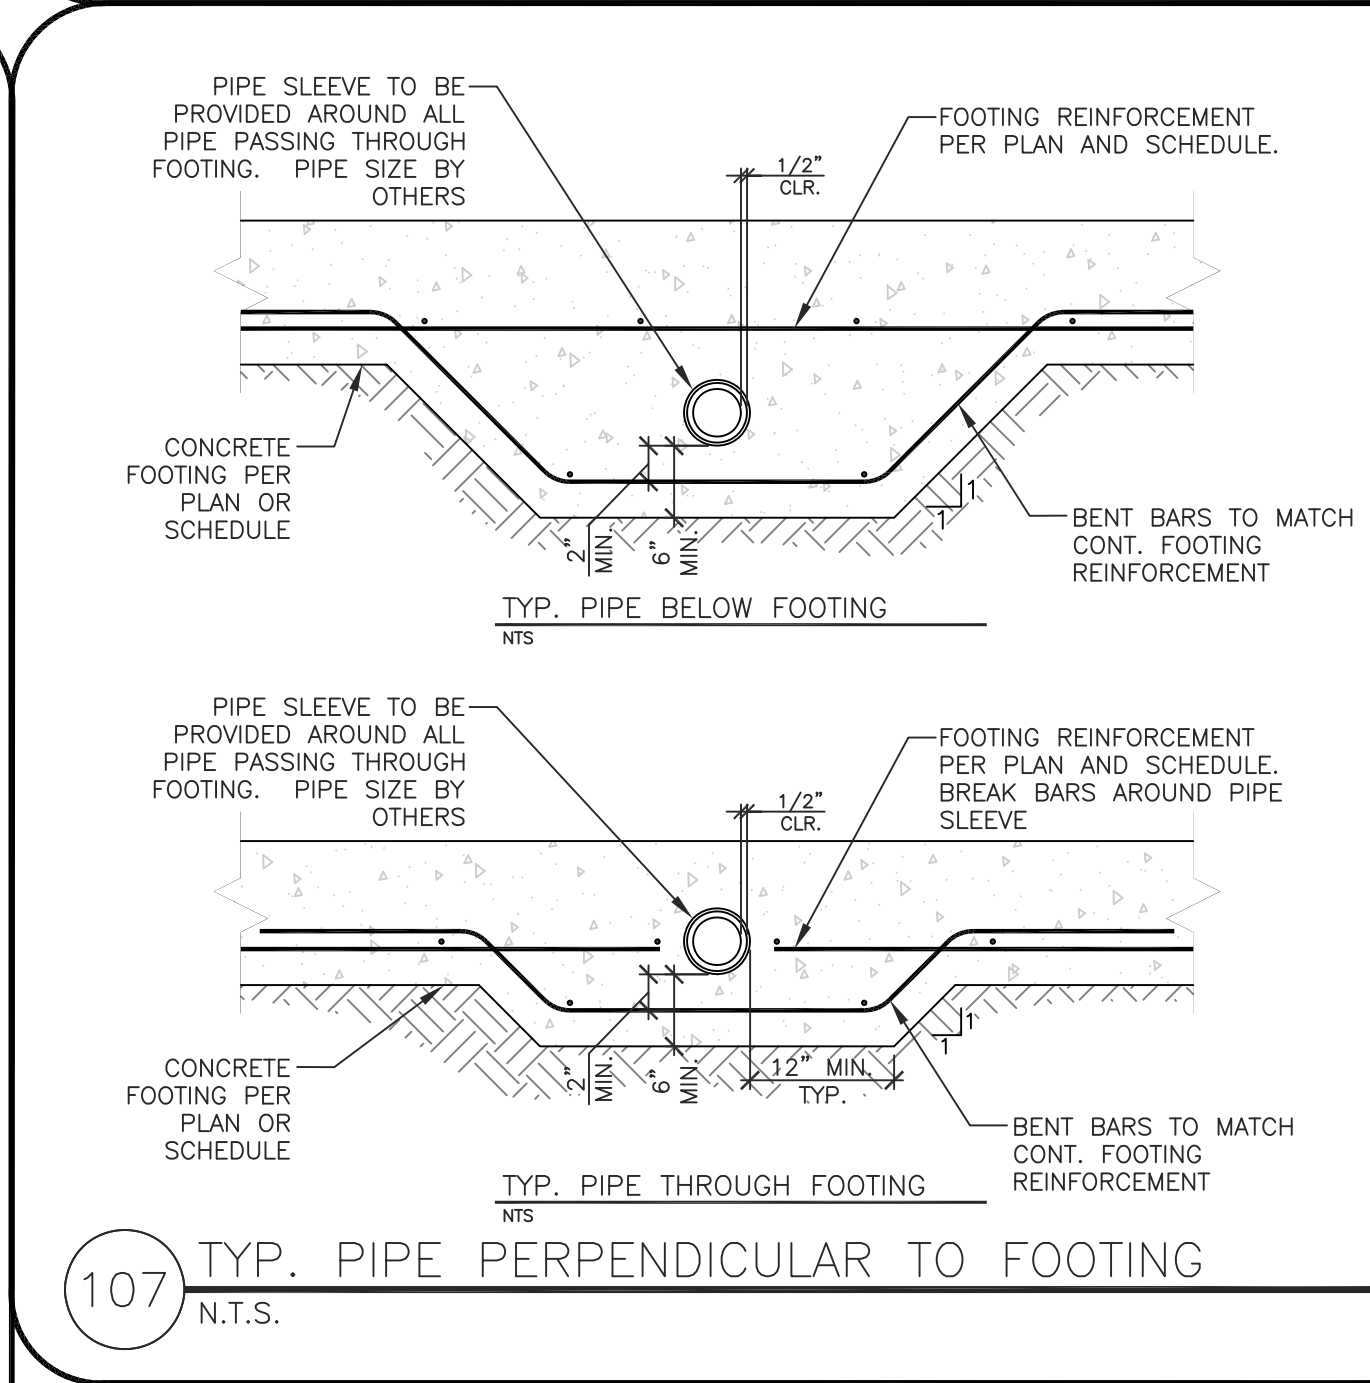 PIPE SLEEVE TO BE
PROVIDED AROUND ALL
PIPE PASSING THROUGH
FOOTING.  PIPE SIZE BY
OTHERS
1/2"
CLR.
FOOTING REINFORCEMENT
PER PLAN AND SCHEDULE.
CONCRETE
FOOTING PER
PLAN OR
SCHEDULE
2"
MIN.
6"
MIN.
1
1
BENT BARS TO MATCH
CONT. FOOTING
REINFORCEMENT
TYP. PIPE BELOW FOOTING
NTS
PIPE SLEEVE TO BE
PROVIDED AROUND ALL
PIPE PASSING THROUGH
FOOTING.  PIPE SIZE BY
OTHERS
1/2"
CLR.
FOOTING REINFORCEMENT
PER PLAN AND SCHEDULE.
BREAK BARS AROUND PIPE
SLEEVE
CONCRETE
FOOTING PER
PLAN OR
SCHEDULE
2"
MIN.
6"
MIN.
12" MIN.
TYP.
1
1
BENT BARS TO MATCH
CONT. FOOTING
REINFORCEMENT
TYP. PIPE THROUGH FOOTING
NTS
107
TYP. PIPE PERPENDICULAR TO FOOTING
N.T.S.